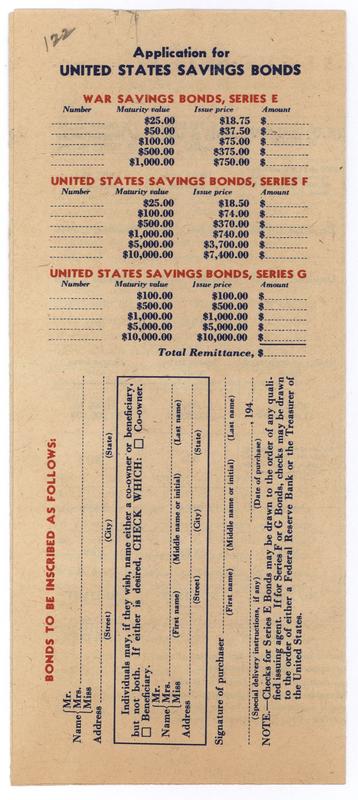 122
Application for
UNITED STATES SAVINGS BONDS
WAR SAVINGS BONDS, SERIES E
Number Maturity value Issue price Amount
$25.00 $18.75 $
$50.00 $37.50 $
$100.00 $75.00 $
$500.00 $375.00 $
$1,000.00 $750.00 $
UNITED STATES SAVINGS BONDS, SERIES F
Number Maturity value Issue price Amount
$25.00 $18.50 $
$100.00 $74.00 $
$500.00 $370.00 $
$1,000.00 $740.00 $
$5,000.00 $3,700.00 $
$10,000.00 $7,400.00 $
UNITED STATES SAVINGS BONDS, SERIES G
Number Maturity value Issue price Amount
$100.00 $100.00 $
$500.00 $500.00 $
$1,000.00 $1,000.00 $
$5,000.00 $5,000.00 $
$10,000.00 $10,000.00 $
Total Remittance, $
BONDS TO BE INSCRIBED AS FOLLOWS:
Mr.
Name Mrs.
Miss
Address
(Street) (City) (State)
Individuals may, if they wish, name either a co-owner or beneficiary,
but not both. If either is desired, CHECK WHICH: ☐ Co-owner.
☐ Beneficiary.
Mr.
Name Mrs.
Miss
(First name) (Middle name or initial) (Last name)
Address
(Street) (City) (State)
Signature of purchaser
(First name) (Middle name or initial) (Last name)
, 194
(Special delivery instructions, if any) (Date of purchase)
NOTE.—Checks for Series E Bonds may be drawn to the order of any quali-
fied issuing agent. If for Series F or G Bonds, checks may be drawn
to the order of either a Federal Reserve Bank or the Treasurer of
the United States.